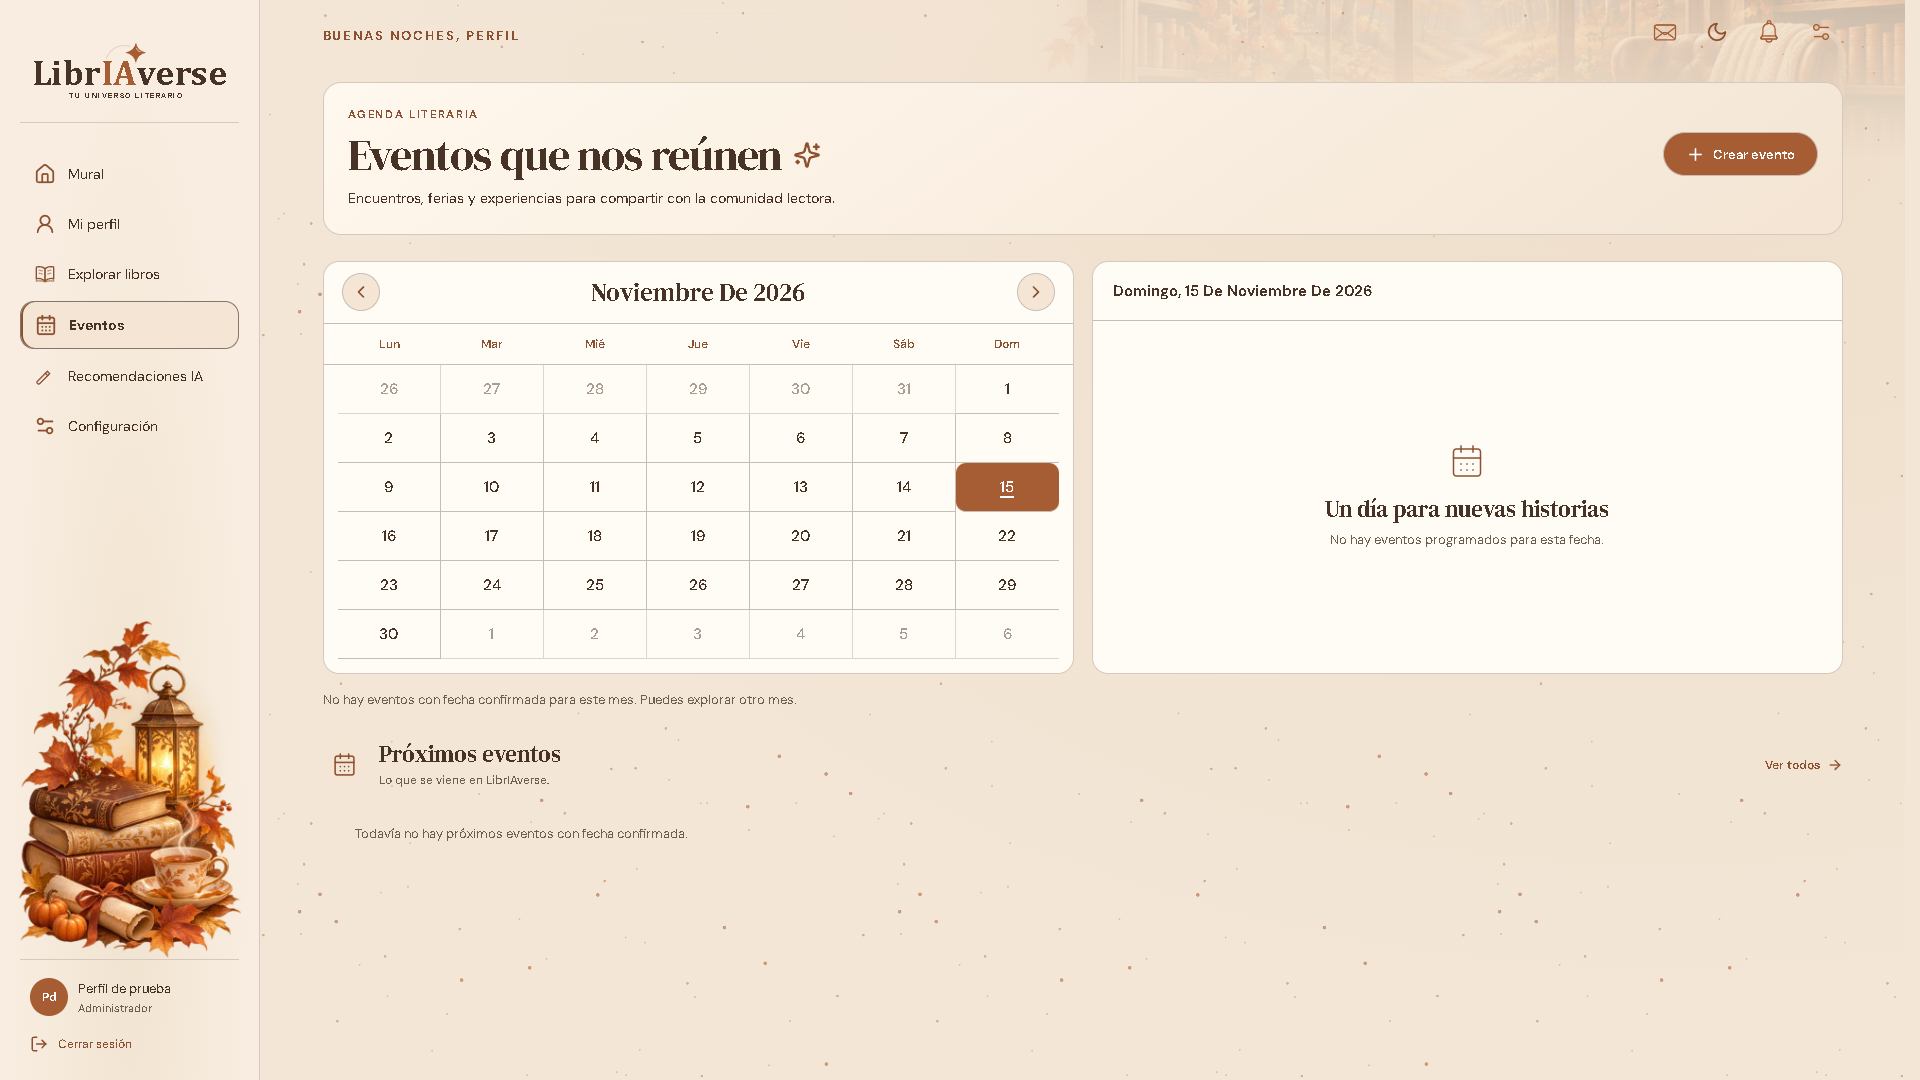 LibrIAverse
TU UNIVERSO LITERARIO
Mural
Mi perfil
Explorar libros
Eventos
Recomendaciones IA
Configuración
Pd
Perfil de prueba
Administrador
Cerrar sesión
BUENAS NOCHES, PERFIL
AGENDA LITERARIA
Eventos que nos reúnen
Encuentros, ferias y experiencias para compartir con la comunidad lectora.
Crear evento
Noviembre De 2026
Lun Mar Mié Jue Vie Sáb Dom
26 27 28 29 30 31 1
2 3 4 5 6 7 8
9 10 11 12 13 14 15
16 17 18 19 20 21 22
23 24 25 26 27 28 29
30 1 2 3 4 5 6
Domingo, 15 De Noviembre De 2026
Un día para nuevas historias
No hay eventos programados para esta fecha.
No hay eventos con fecha confirmada para este mes. Puedes explorar otro mes.
Próximos eventos
Lo que se viene en LibrIAverse.
Ver todos
Todavía no hay próximos eventos con fecha confirmada.